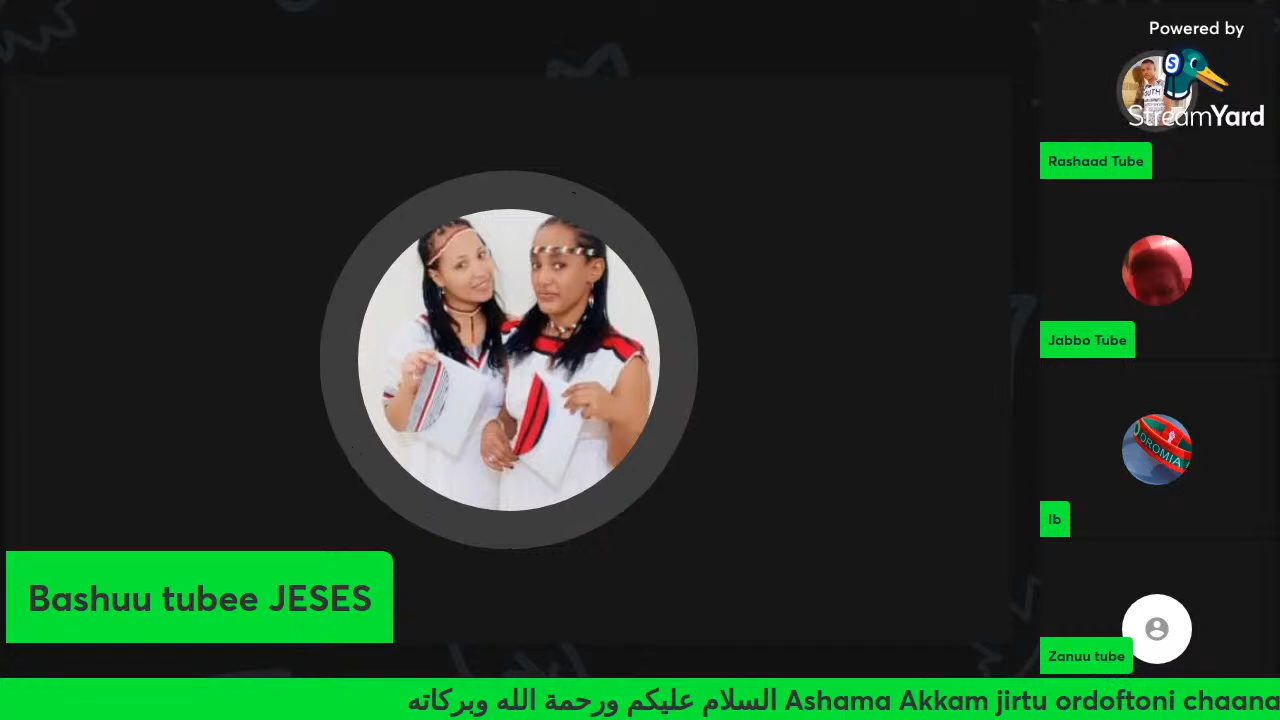 Powered by
StreamYard
Rashaad Tube
Jabbo Tube
OROMIA
Ib
Bashuu tubee JESES
Zanuu tube
السلام عليكم ورحمة الله وبركاته Ashama Akkam jirtu ordoftoni